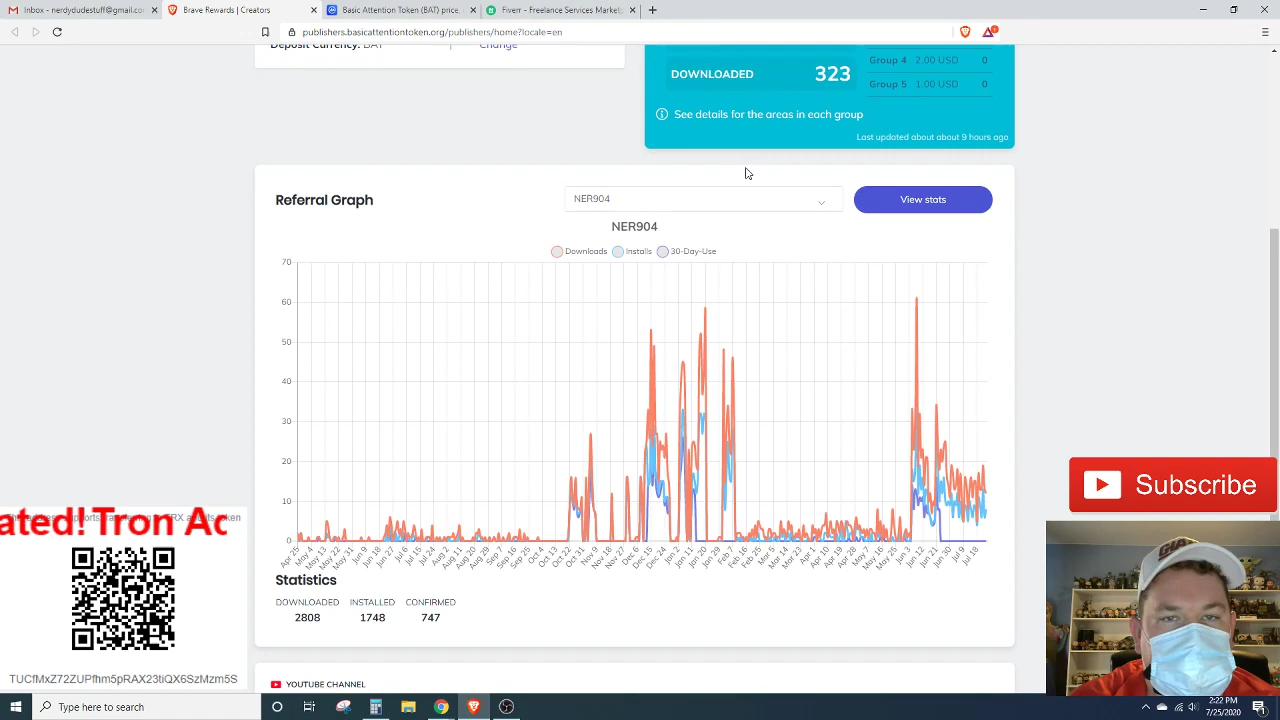 Inbox - nerdydudestuff@gmail.com
Brave Rewards | Creators
Basic Attention Token (BAT) price,
Fiverr - Freelance Services Market
publishers.basicattentiontoken.org/publishers/home?locale=en
Deposit Currency: BAT
Change
Group 4 2.00 USD 0
DOWNLOADED 323
Group 5 1.00 USD 0
See details for the areas in each group
Last updated about about 9 hours ago
Referral Graph
NER904
View stats
NER904
Downloads Installs 30-Day-Use
70
60
50
40
30
20
10
0
Statistics
DOWNLOADED INSTALLED CONFIRMED
2808 1748 747
YOUTUBE CHANNEL
Subscribe
ated! Tron Ac
TUCfMxZ72ZUPfhm5pRAX23tiQX6SzMzm5S
Type here to search
2:22 PM
7/25/2020